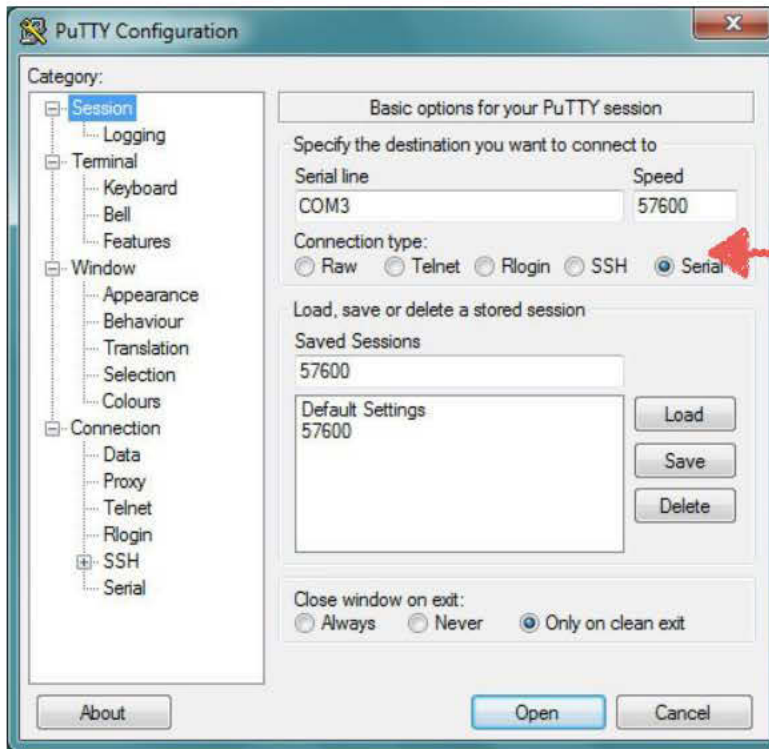 PuTTY Configuration
Category:
Session
Logging
Terminal
Keyboard
Bell
Features
Window
Appearance
Behaviour
Translation
Selection
Colours
Connection
Data
Proxy
Telnet
Rlogin
SSH
Serial
Basic options for your PuTTY session
Specify the destination you want to connect to
Serial line Speed
COM3 57600
Connection type:
Raw Telnet Rlogin SSH Serial
Load, save or delete a stored session
Saved Sessions
57600
Default Settings
57600
Load
Save
Delete
Close window on exit:
Always Never Only on clean exit
About Open Cancel